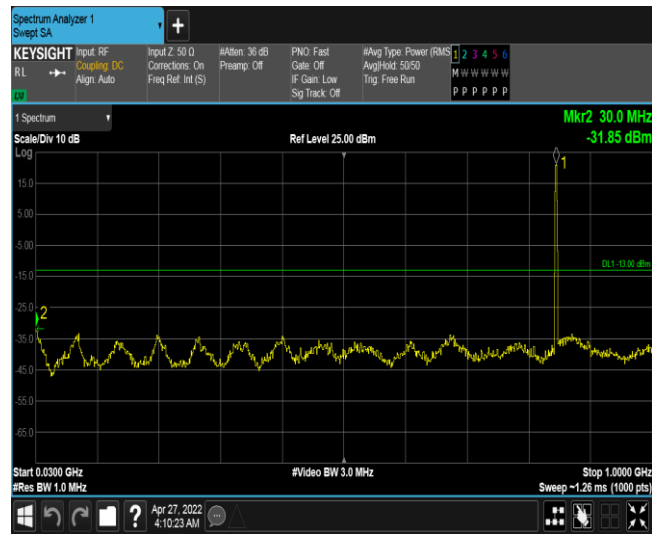 Spectrum Analyzer 1
Swept SA
KEYSIGHT
RL
Input: RF
Coupling: DC
Align: Auto
Input Z: 50 Ω
Corrections: On
Freq Ref: Int (S)
#Atten: 36 dB
Preamp: Off
PNO: Fast
Gate: Off
IF Gain: Low
Sig Track: Off
#Avg Type: Power (RMS
Avg|Hold: 50/50
Trig: Free Run
1 2 3 4 5 6
M W W W W W
P P P P P P
1 Spectrum
Mkr2 30.0 MHz
Scale/Div 10 dB
Ref Level 25.00 dBm
-31.85 dBm
Log
1
15.0
5.00
-5.00
DL1 -13.00 dBm
-15.0
-25.0
2
-35.0
-45.0
-55.0
-65.0
Start 0.0300 GHz
#Video BW 3.0 MHz
Stop 1.0000 GHz
#Res BW 1.0 MHz
Sweep ~1.26 ms (1000 pts)
?
Apr 27, 2022
4:10:23 AM